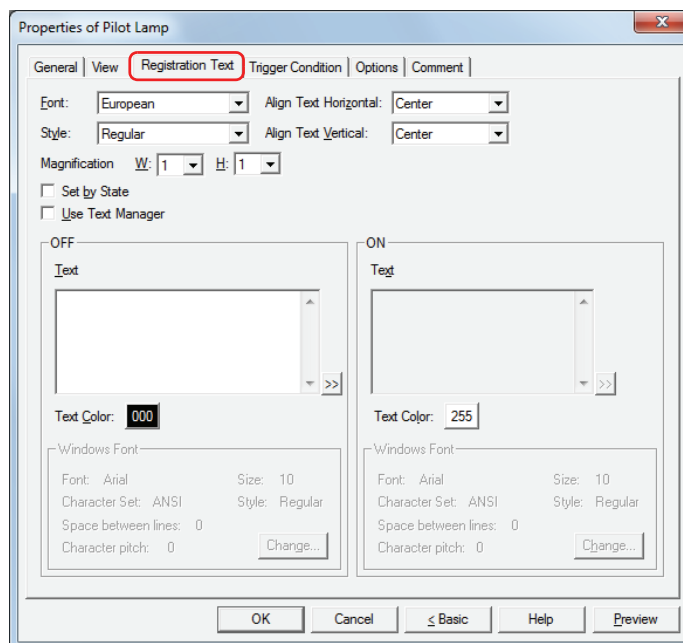 Properties of Pilot Lamp
General View Registration Text Trigger Condition Options Comment
Font: European Align Text Horizontal: Center
Style: Regular Align Text Vertical: Center
Magnification W: 1 H: 1
Set by State
Use Text Manager
OFF ON
Text Text
>> >>
Text Color: 000 Text Color: 255
Windows Font Windows Font
Font: Arial Size: 10 Font: Arial Size: 10
Character Set: ANSI Style: Regular Character Set: ANSI Style: Regular
Space between lines: 0 Space between lines: 0
Character pitch: 0 Change... Character pitch: 0 Change...
OK Cancel < Basic Help Preview